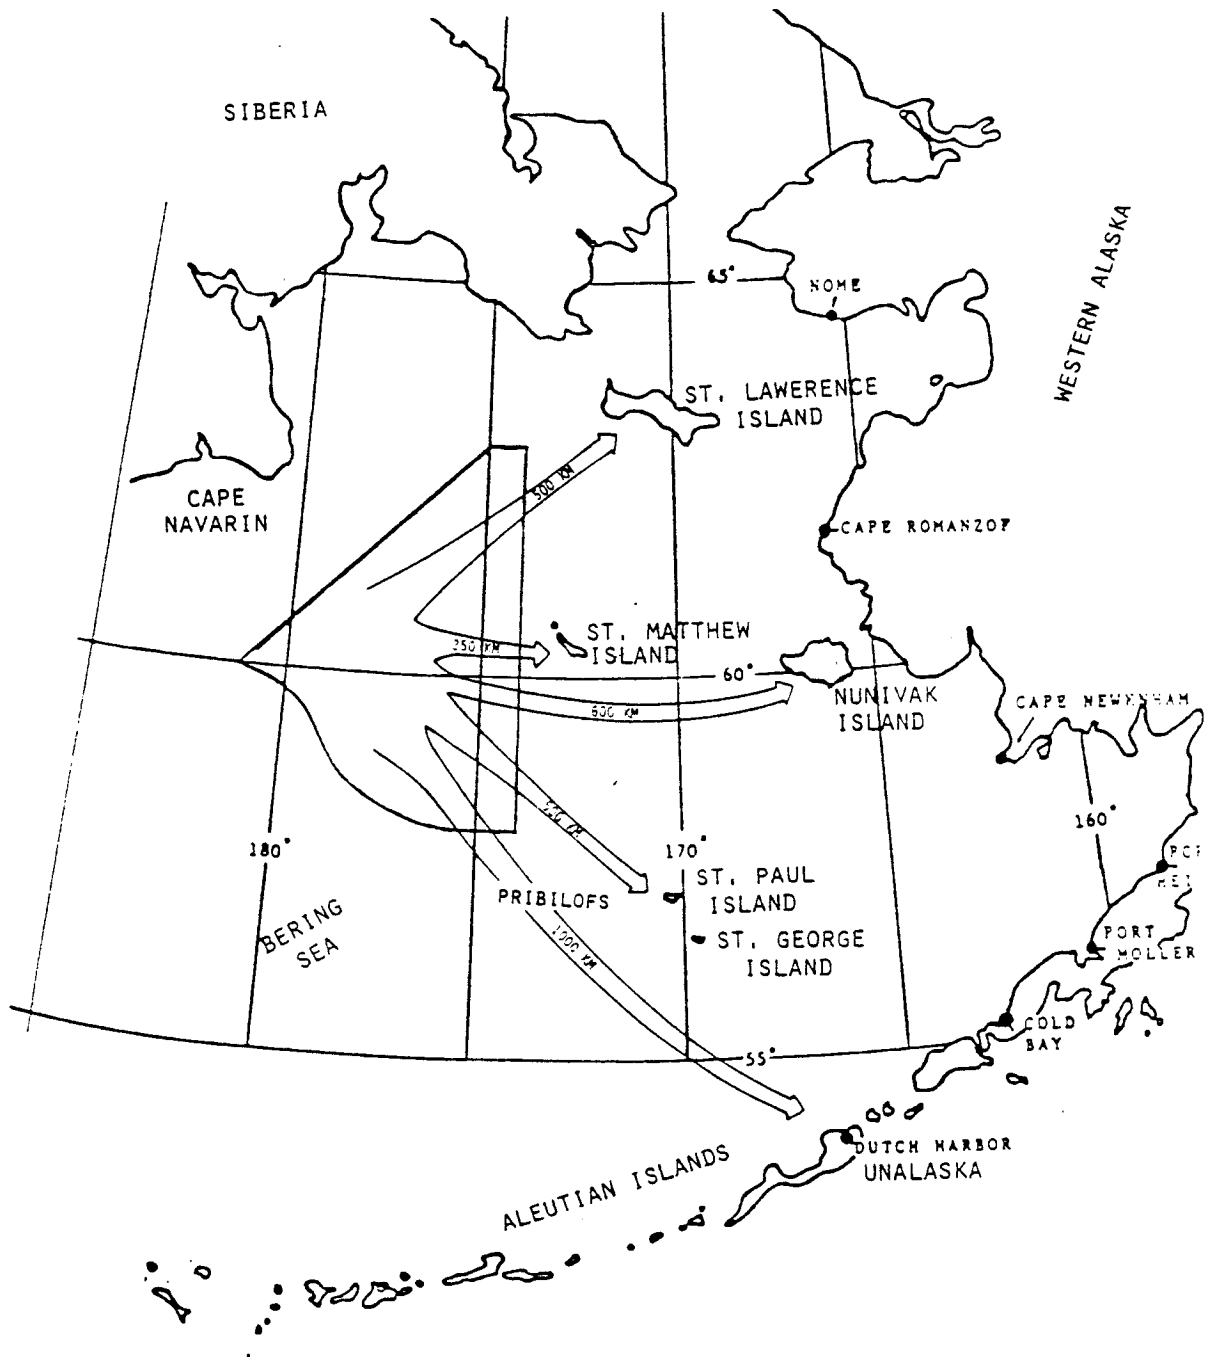 SIBERIA
WESTERN ALASKA
65°
NOME
ST. LAWERENCE
ISLAND
500 KM
CAPE
NAVARIN
CAPE ROMANZOF
ST. MATTHEW
ISLAND
350 KM
60°
NUNIVAK
ISLAND
600 KM
CAPE NEWENHAM
160°
180°
170°
ST. PAUL
ISLAND
PRIBILOFS
BERING
SEA
ST. GEORGE
ISLAND
1000 KM
PORT
MOLLER
COLD
BAY
55°
DUTCH HARBOR
UNALASKA
ALEUTIAN ISLANDS